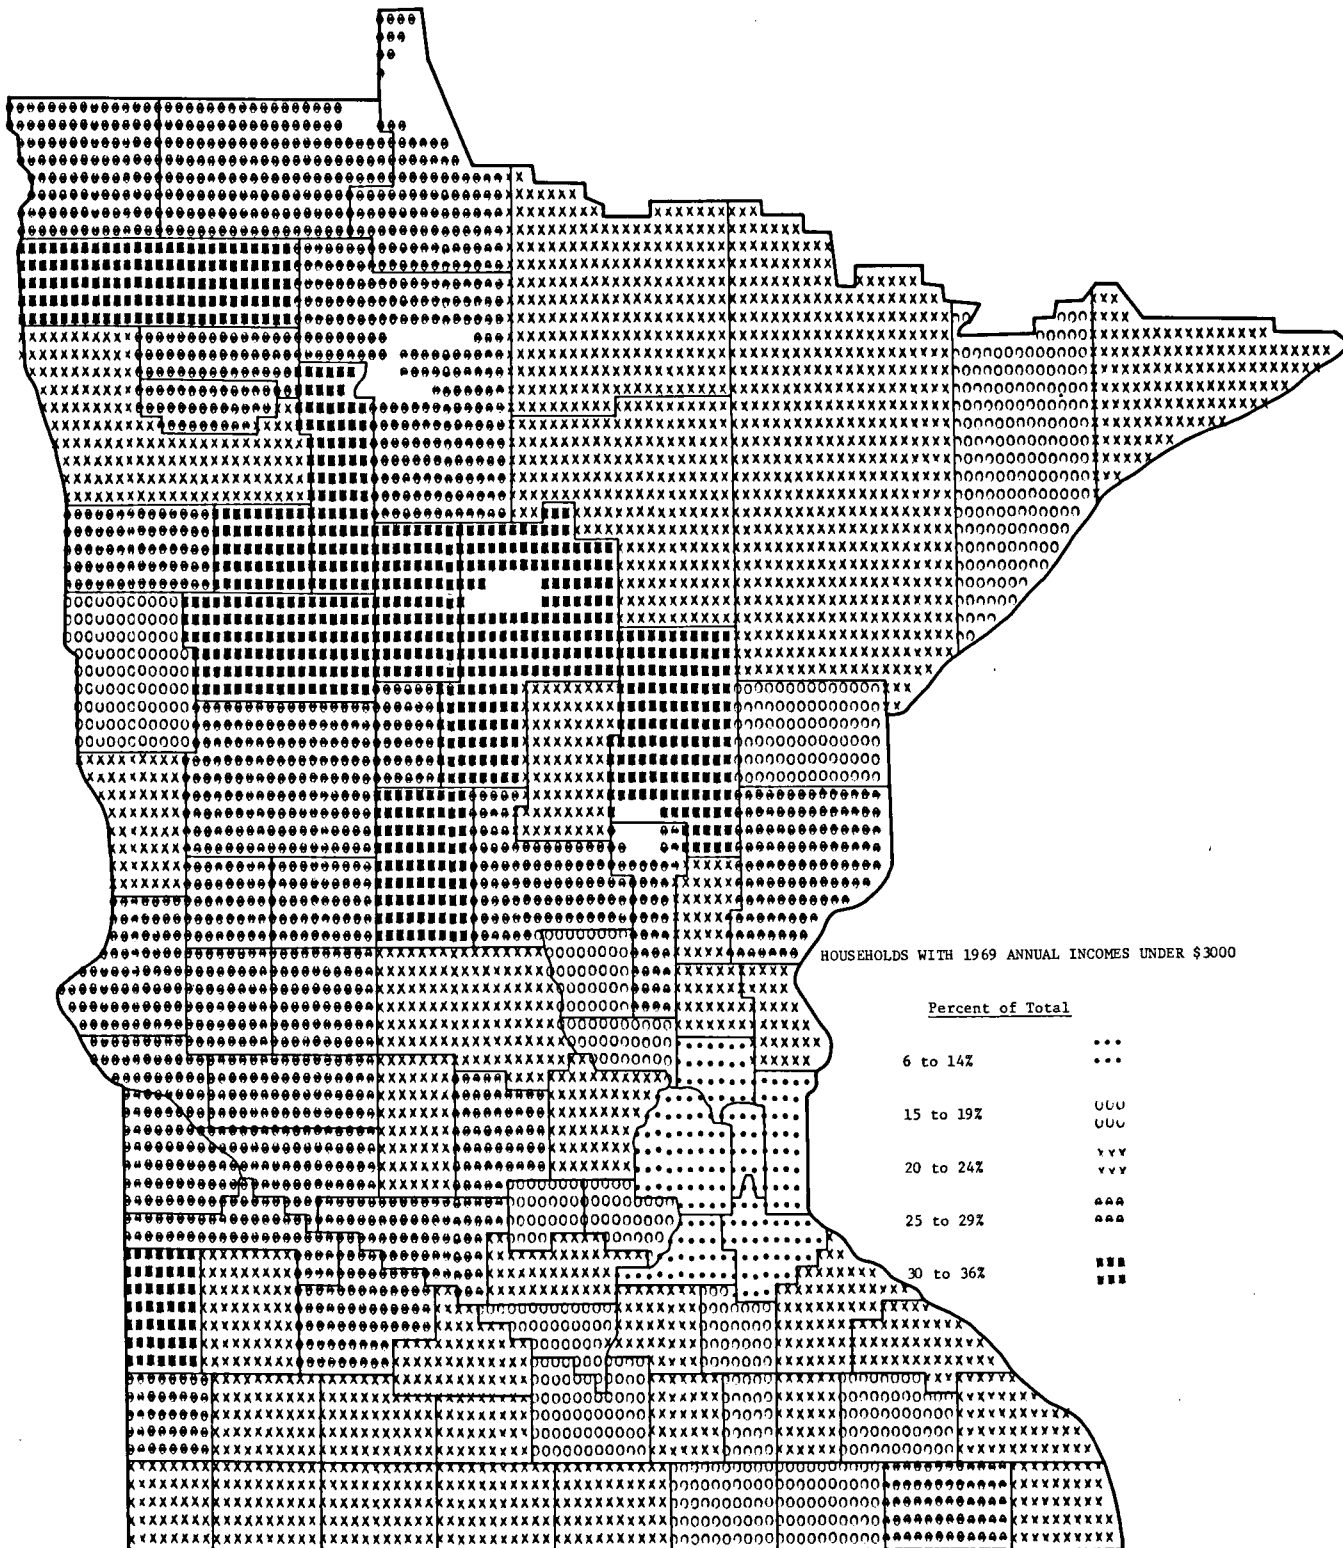 HOUSEHOLDS WITH 1969 ANNUAL INCOMES UNDER $3000
Percent of Total
6 to 14%
15 to 19%
20 to 24%
25 to 29%
30 to 36%